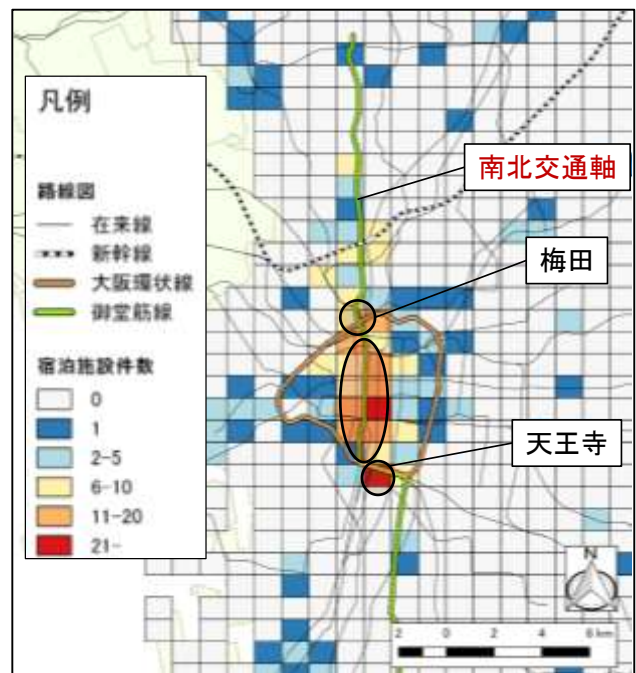 凡例
路線図
在来線
新幹線
大阪環状線
御堂筋線
宿泊施設件数
0
1
2-5
6-10
11-20
21-
南北交通軸
梅田
天王寺
N
2 0 2 4 6 km